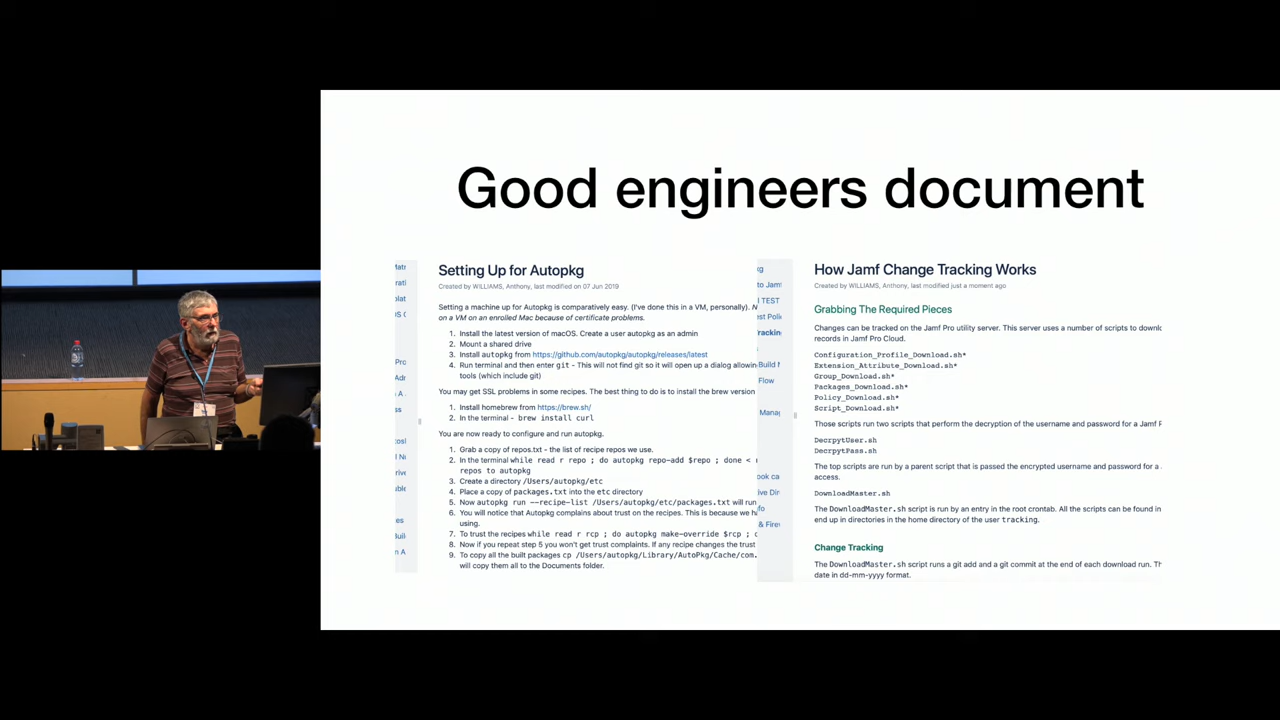 Good engineers document
Setting Up for Autopkg
Created by WILLIAMS, Anthony, last modified on 07 Jun 2019
Setting a machine up for Autopkg is comparatively easy. (I've done this in a VM, personally).
on a VM on an enrolled Mac because of certificate problems.
1. Install the latest version of macOS. Create a user autopkg as an admin
2. Mount a shared drive
3. Install autopkg from https://github.com/autopkg/autopkg/releases/latest
4. Run terminal and then enter git - This will not find git so it will open up a dialog allowin
tools (which include git)
You may get SSL problems in some recipes. The best thing to do is to install the brew version
1. Install homebrew from https://brew.sh/
2. In the terminal - brew install curl
You are now ready to configure and run autopkg.
1. Grab a copy of repos.txt - the list of recipe repos we use.
2. In the terminal while read r repo ; do autopkg repo-add $repo ; done <
repos to autopkg
3. Create a directory /Users/autopkg/etc
4. Place a copy of packages.txt into the etc directory
5. Now autopkg run --recipe-list /Users/autopkg/etc/packages.txt will run
6. You will notice that Autopkg complains about trust on the recipes. This is because we h
using.
7. To trust the recipes while read r rcp ; do autopkg make-override $rcp ;
8. Now if you repeat step 5 you won't get trust complaints. If any recipe changes the trust
9. To copy all the built packages cp /Users/autopkg/Library/AutoPkg/Cache/com.
will copy them all to the Documents folder.
How Jamf Change Tracking Works
Created by WILLIAMS, Anthony, last modified just a moment ago
Grabbing The Required Pieces
Changes can be tracked on the Jamf Pro utility server. This server uses a number of scripts to downlo
records in Jamf Pro Cloud.
Configuration_Profile_Download.sh*
Extension_Attribute_Download.sh*
Group_Download.sh*
Packages_Download.sh*
Policy_Download.sh*
Script_Download.sh*
Those scripts run two scripts that perform the decryption of the username and password for a Jamf P
DecrpytUser.sh
DecrpytPass.sh
The top scripts are run by a parent script that is passed the encrypted username and password for a
access.
DownloadMaster.sh
The DownloadMaster.sh script is run by an entry in the root crontab. All the scripts can be found in
end up in directories in the home directory of the user tracking.
Change Tracking
The DownloadMaster.sh script runs a git add and a git commit at the end of each download run. Th
date in dd-mm-yyyy format.